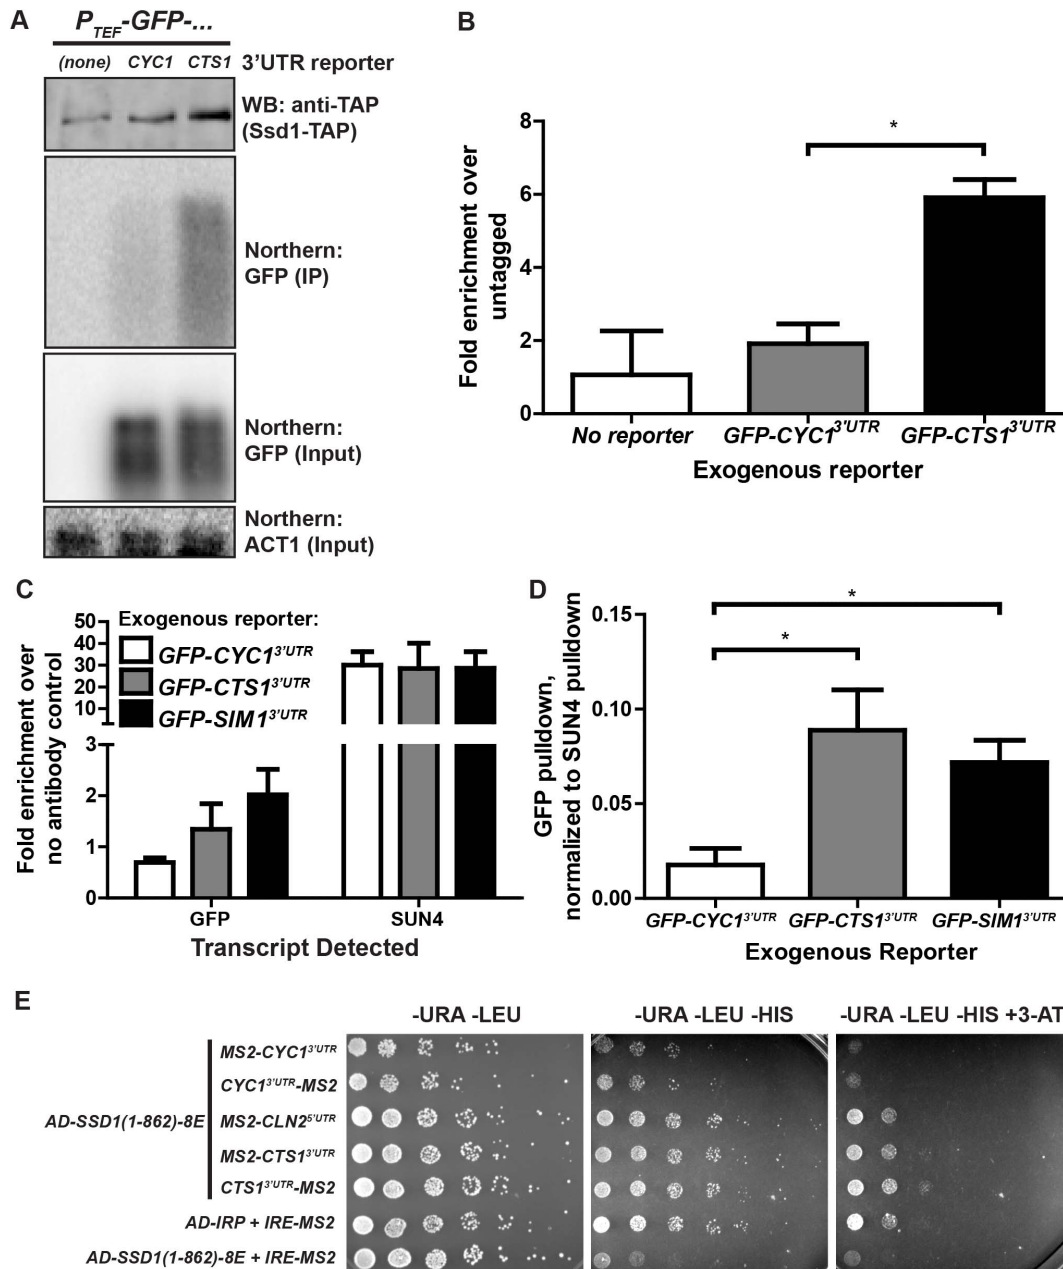 A
P_TEF-GFP-...
(none) CYC1 CTS1 3'UTR reporter
WB: anti-TAP
(Ssd1-TAP)
Northern:
GFP (IP)
Northern:
GFP (Input)
Northern:
ACT1 (Input)
B
Fold enrichment over
untagged
8
6
4
2
0
*
No reporter GFP-CYC1^3'UTR GFP-CTS1^3'UTR
Exogenous reporter
C
Fold enrichment over
no antibody control
50
40
30
20
10
3
2
1
0
Exogenous reporter:
GFP-CYC1^3'UTR
GFP-CTS1^3'UTR
GFP-SIM1^3'UTR
GFP SUN4
Transcript Detected
D
GFP pulldown,
normalized to SUN4 pulldown
0.15
0.10
0.05
0.00
*
*
GFP-CYC1^3'UTR GFP-CTS1^3'UTR GFP-SIM1^3'UTR
Exogenous Reporter
E
-URA -LEU -URA -LEU -HIS -URA -LEU -HIS +3-AT
AD-SSD1(1-862)-8E
MS2-CYC1^3'UTR
CYC1^3'UTR-MS2
MS2-CLN2^5'UTR
MS2-CTS1^3'UTR
CTS1^3'UTR-MS2
AD-IRP + IRE-MS2
AD-SSD1(1-862)-8E + IRE-MS2